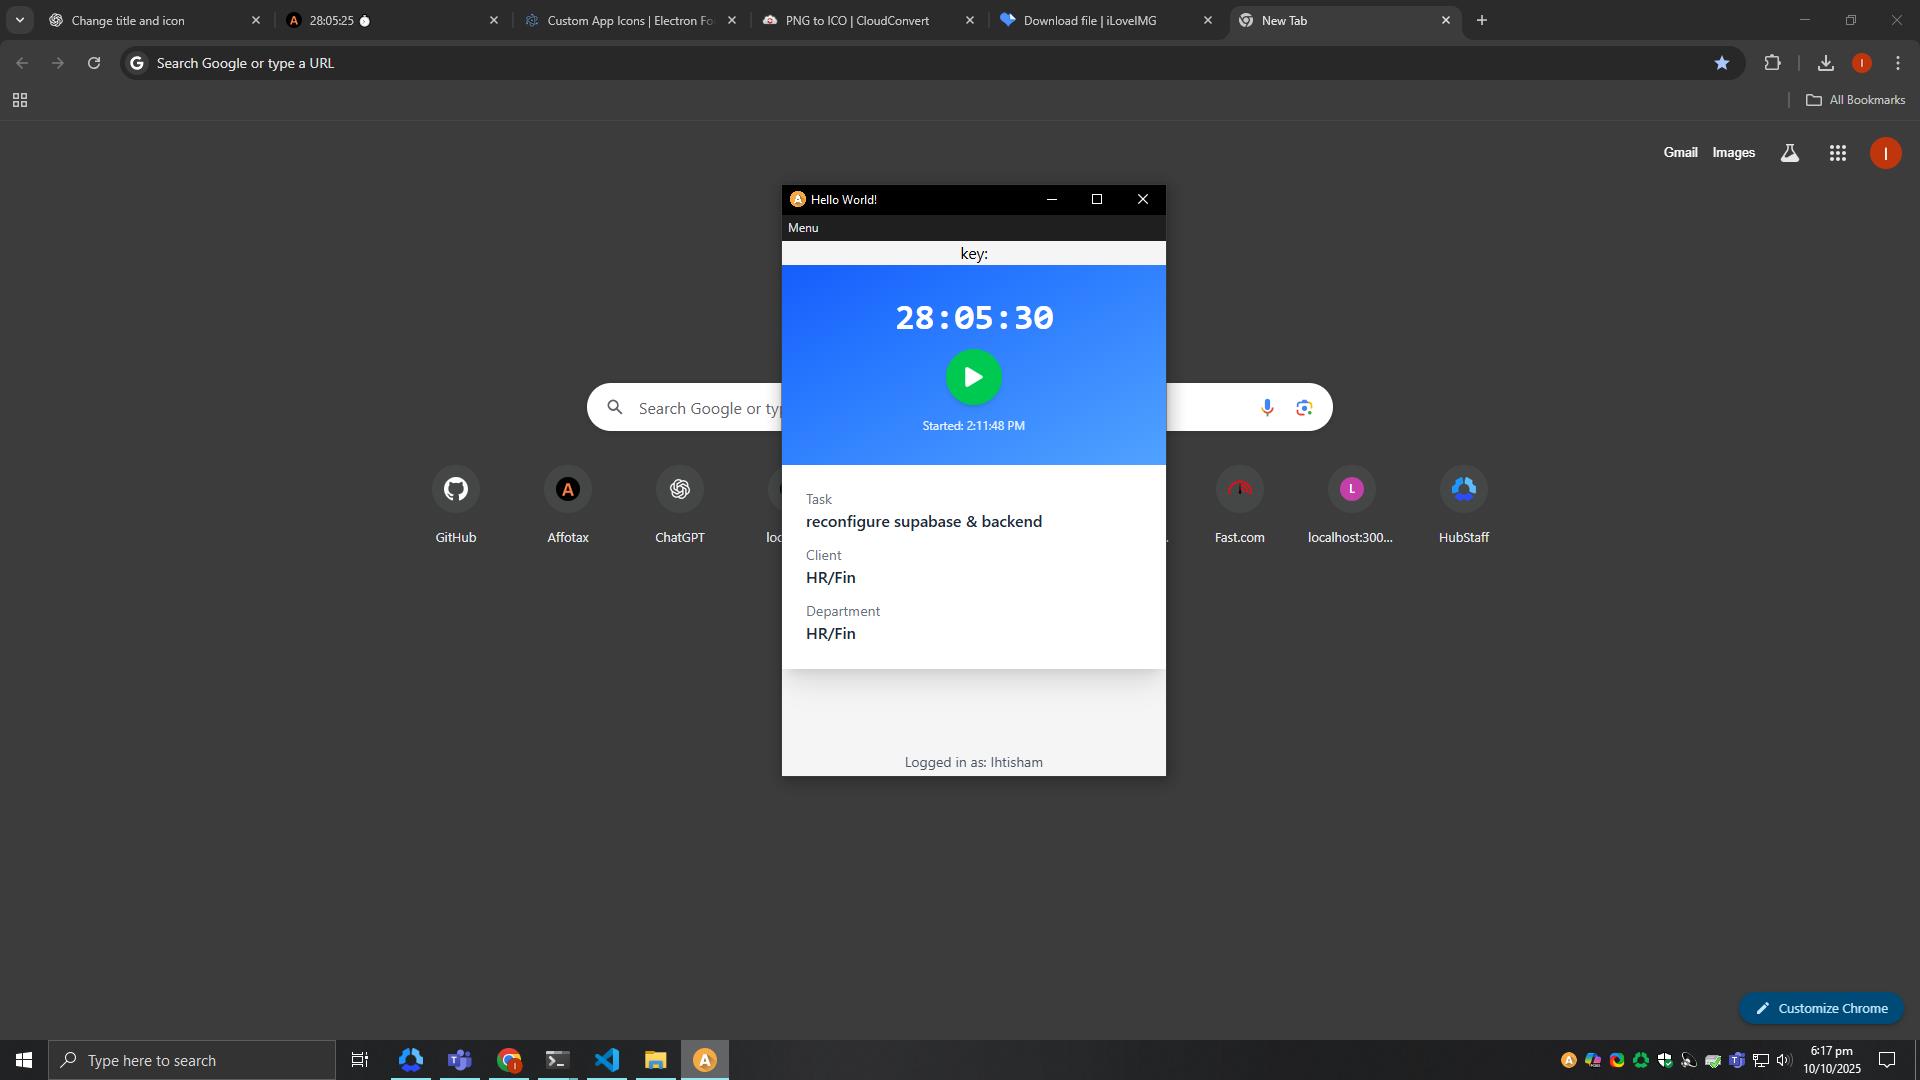 Change title and icon
28:05:25
Custom App Icons | Electron Fo
PNG to ICO | CloudConvert
Download file | iLoveIMG
New Tab
Search Google or type a URL
All Bookmarks
Gmail
Images
I
Hello World!
Menu
key:
28:05:30
Started: 2:11:48 PM
Search Google or typ
GitHub
Affotax
ChatGPT
loc
Fast.com
L
localhost:300...
HubStaff
Task
reconfigure supabase & backend
Client
HR/Fin
Department
HR/Fin
Logged in as: Ihtisham
Customize Chrome
Type here to search
6:17 pm
10/10/2025